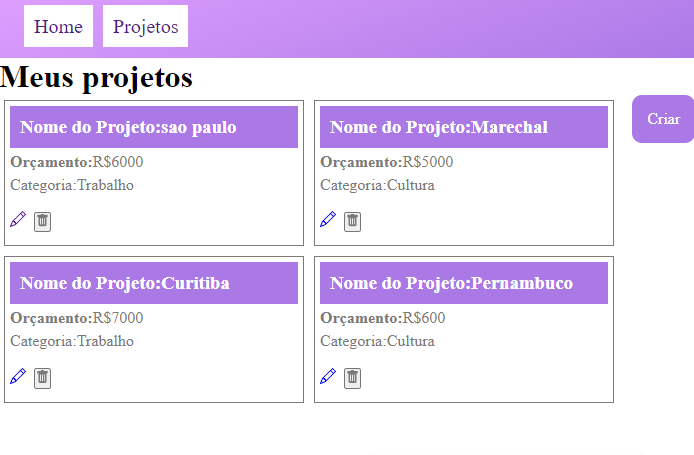 Home Projetos
Meus projetos
Criar
Nome do Projeto:sao paulo
Orçamento:R$6000
Categoria:Trabalho
Nome do Projeto:Marechal
Orçamento:R$5000
Categoria:Cultura
Nome do Projeto:Curitiba
Orçamento:R$7000
Categoria:Trabalho
Nome do Projeto:Pernambuco
Orçamento:R$600
Categoria:Cultura